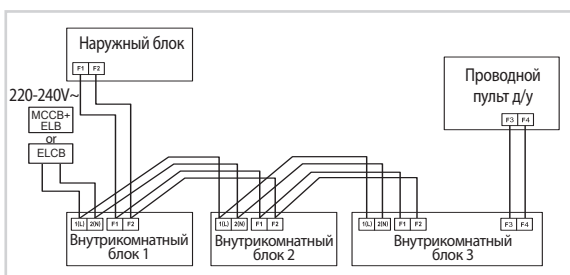 Наружный блок
F1 F2
220-240V~
MCCB+
ELB
or
ELCB
Проводной
пульт д/у
F3 F4
1(L) 2(N) F1 F2
Внутрикомнатный
блок 1
1(L) 2(N) F1 F2
Внутрикомнатный
блок 2
1(L) 2(N) F1 F2
F3 F4
Внутрикомнатный
блок 3